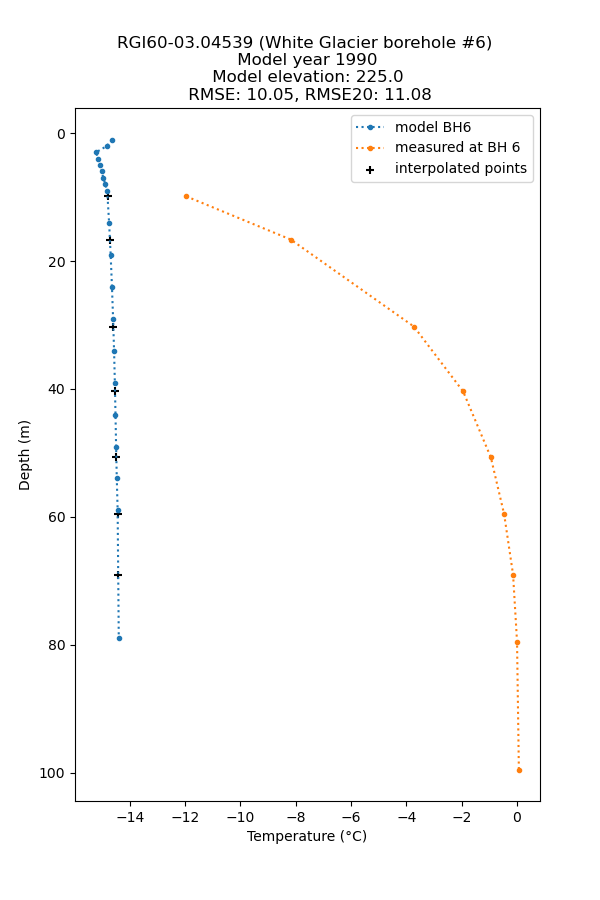 RGI60-03.04539 (White Glacier borehole #6)
Model year 1990
Model elevation: 225.0
RMSE: 10.05, RMSE20: 11.08
model BH6
measured at BH 6
interpolated points
0
20
40
60
80
100
Depth (m)
−14 −12 −10 −8 −6 −4 −2 0
Temperature (°C)